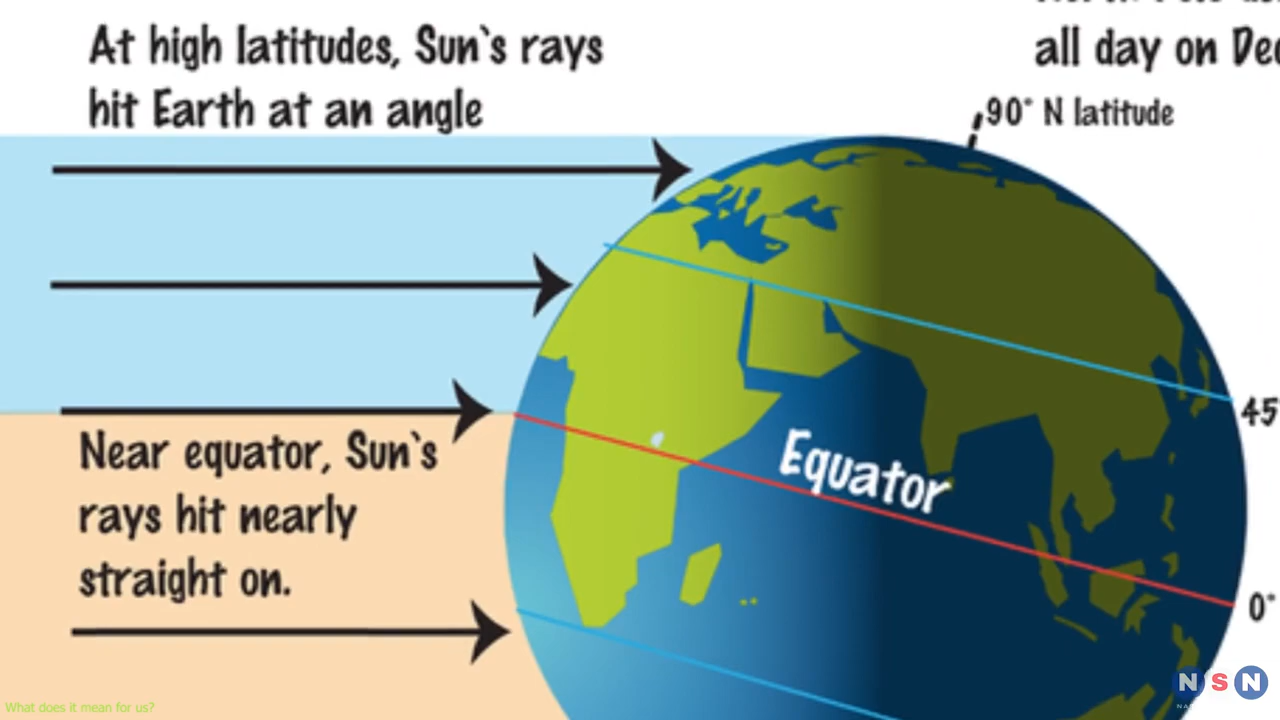 At high latitudes, Sun`s rays
hit Earth at an angle
all day on Dec
90° N latitude
45°
Near equator, Sun`s
rays hit nearly
straight on.
Equator
0°
NSN
What does it mean for us?